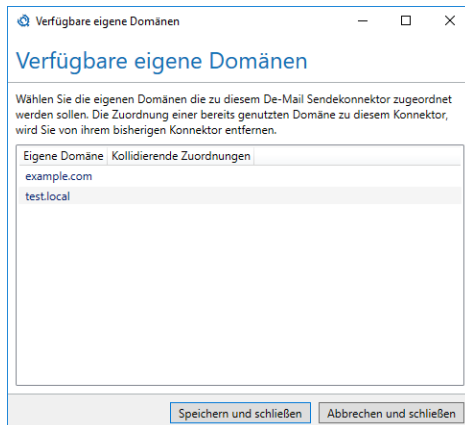 Verfügbare eigene Domänen
Verfügbare eigene Domänen
Wählen Sie die eigenen Domänen die zu diesem De-Mail Sendekonnektor zugeordnet
werden sollen. Die Zuordnung einer bereits genutzten Domäne zu diesem Konnektor,
wird Sie von ihrem bisherigen Konnektor entfernen.
Eigene Domäne Kollidierende Zuordnungen
example.com
test.local
Speichern und schließen Abbrechen und schließen